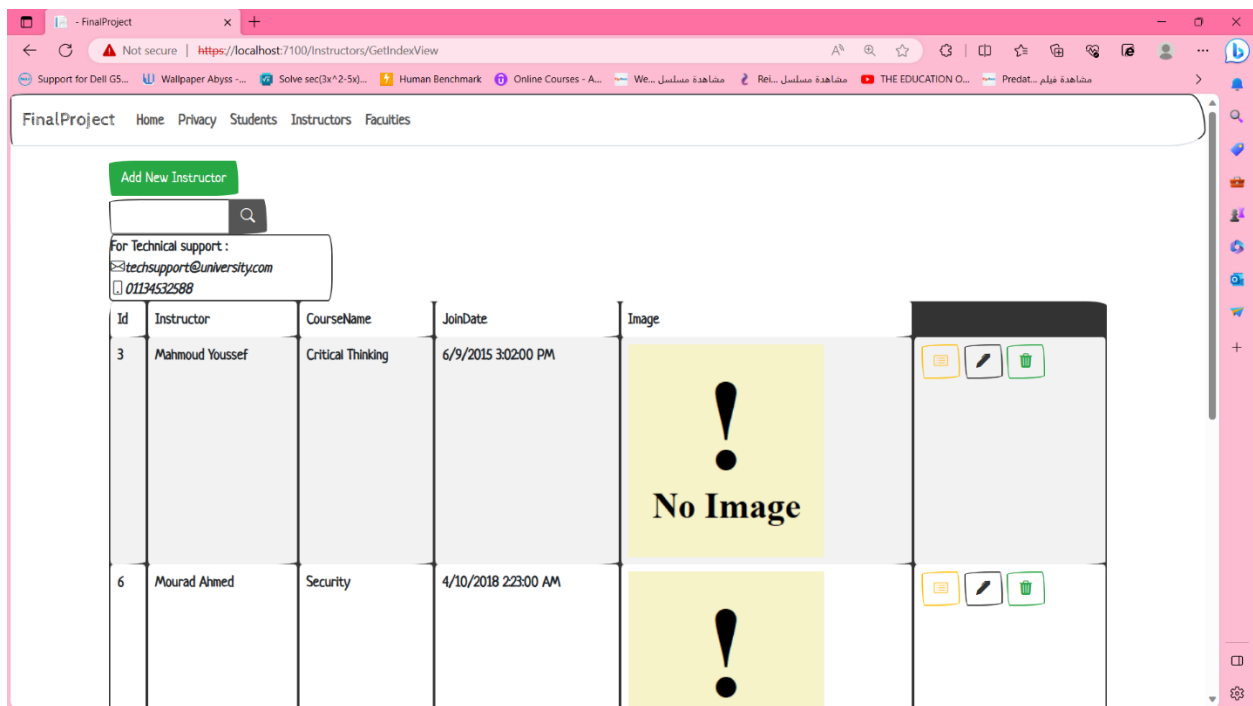 - FinalProject
Not secure | https://localhost:7100/Instructors/GetIndexView
Support for Dell G5... Wallpaper Abyss -... Solve sec(3x^2-5x)... Human Benchmark Online Courses - A... مشاهدة مسلسل We... مشاهدة مسلسل Rei... THE EDUCATION O... مشاهدة فيلم Predat...
FinalProject Home Privacy Students Instructors Faculties
Add New Instructor
For Technical support :
techsupport@university.com
01134532588
Id Instructor CourseName JoinDate Image
3 Mahmoud Youssef Critical Thinking 6/9/2015 3:02:00 PM
!
No Image
6 Mourad Ahmed Security 4/10/2018 2:23:00 AM
!